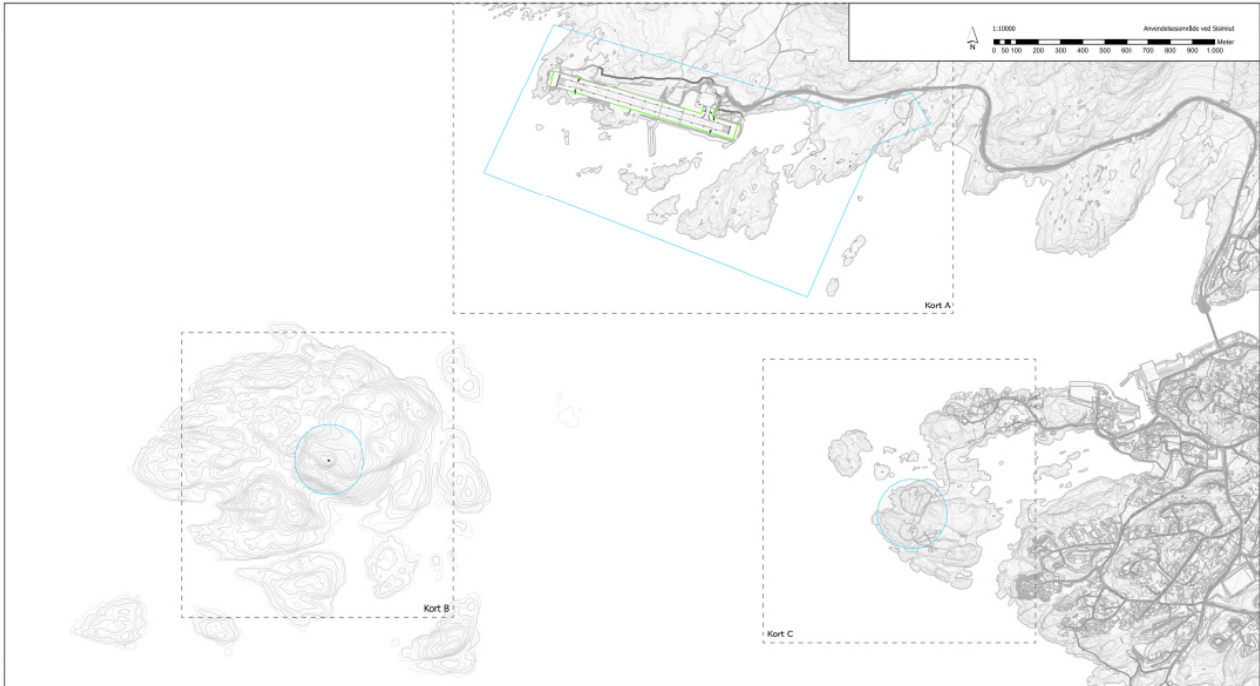 1:10000
Anvendelsesområde ved Sisimiut
N
0 50 100 200 300 400 500 600 700 800 900 1.000 Meter
Kort A
Kort B
Kort C